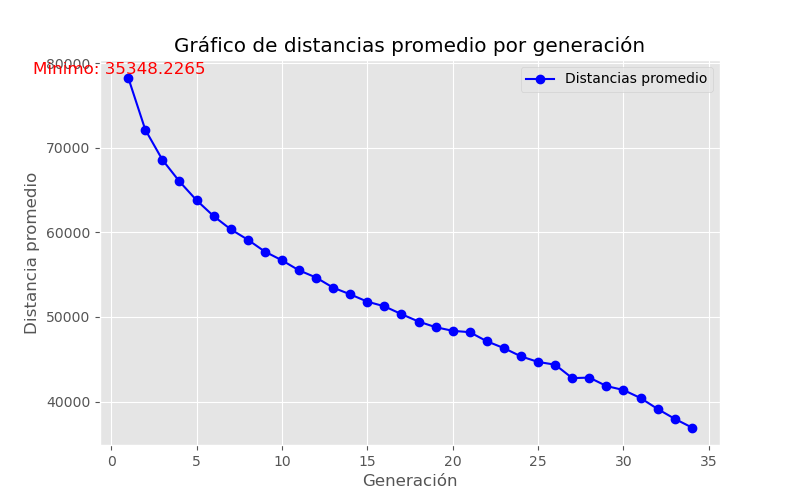 Gráfico de distancias promedio por generación
80000
Mínimo: 35348.2265
Distancias promedio
70000
60000
50000
40000
Distancia promedio
0 5 10 15 20 25 30 35
Generación